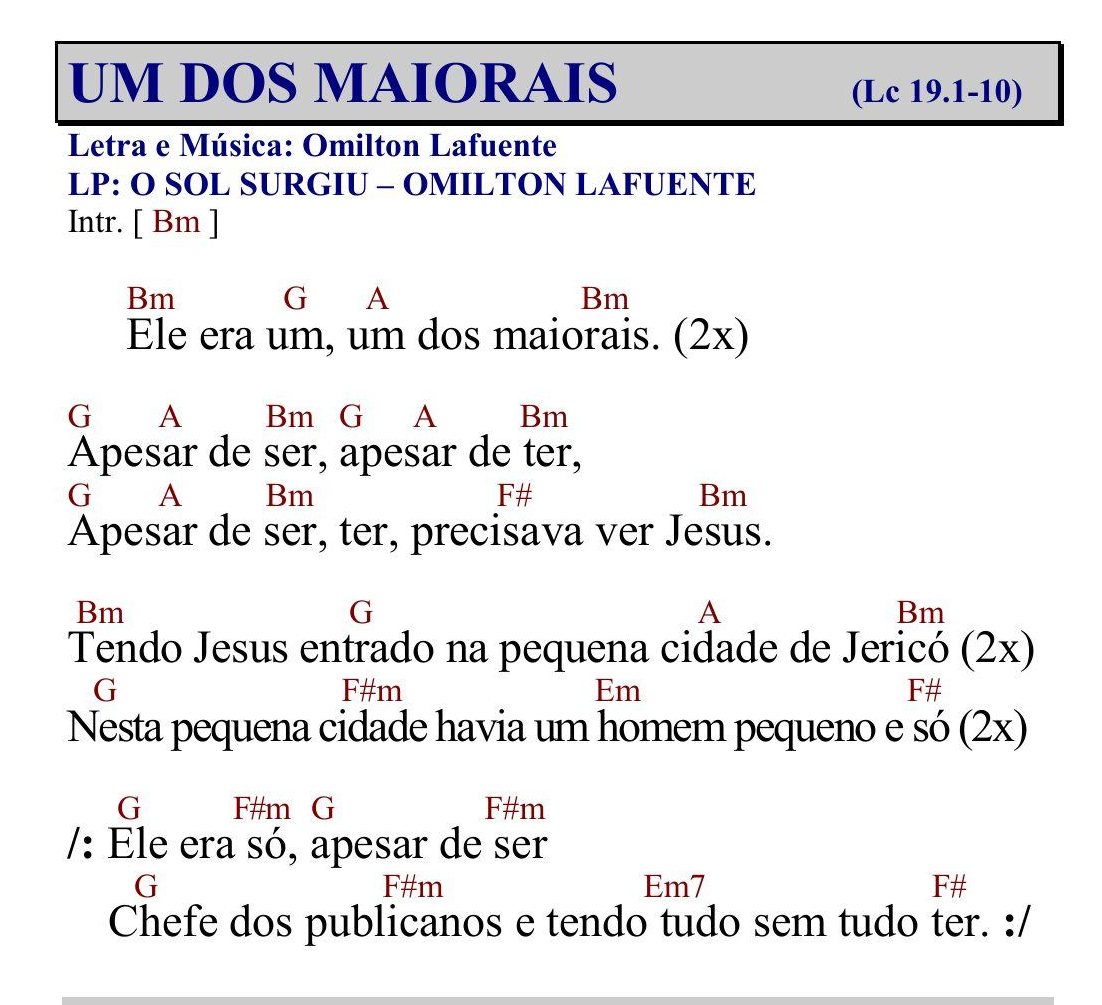 UM DOS MAIORAIS (Lc 19.1-10)
Letra e Música: Omilton Lafuente
LP: O SOL SURGIU – OMILTON LAFUENTE
Intr. [ Bm ]
Bm G A Bm
Ele era um, um dos maiorais. (2x)
G A Bm G A Bm
Apesar de ser, apesar de ter,
G A Bm F# Bm
Apesar de ser, ter, precisava ver Jesus.
Bm G A Bm
Tendo Jesus entrado na pequena cidade de Jericó (2x)
G F#m Em F#
Nesta pequena cidade havia um homem pequeno e só (2x)
G F#m G F#m
/: Ele era só, apesar de ser
G F#m Em7 F#
Chefe dos publicanos e tendo tudo sem tudo ter. :/